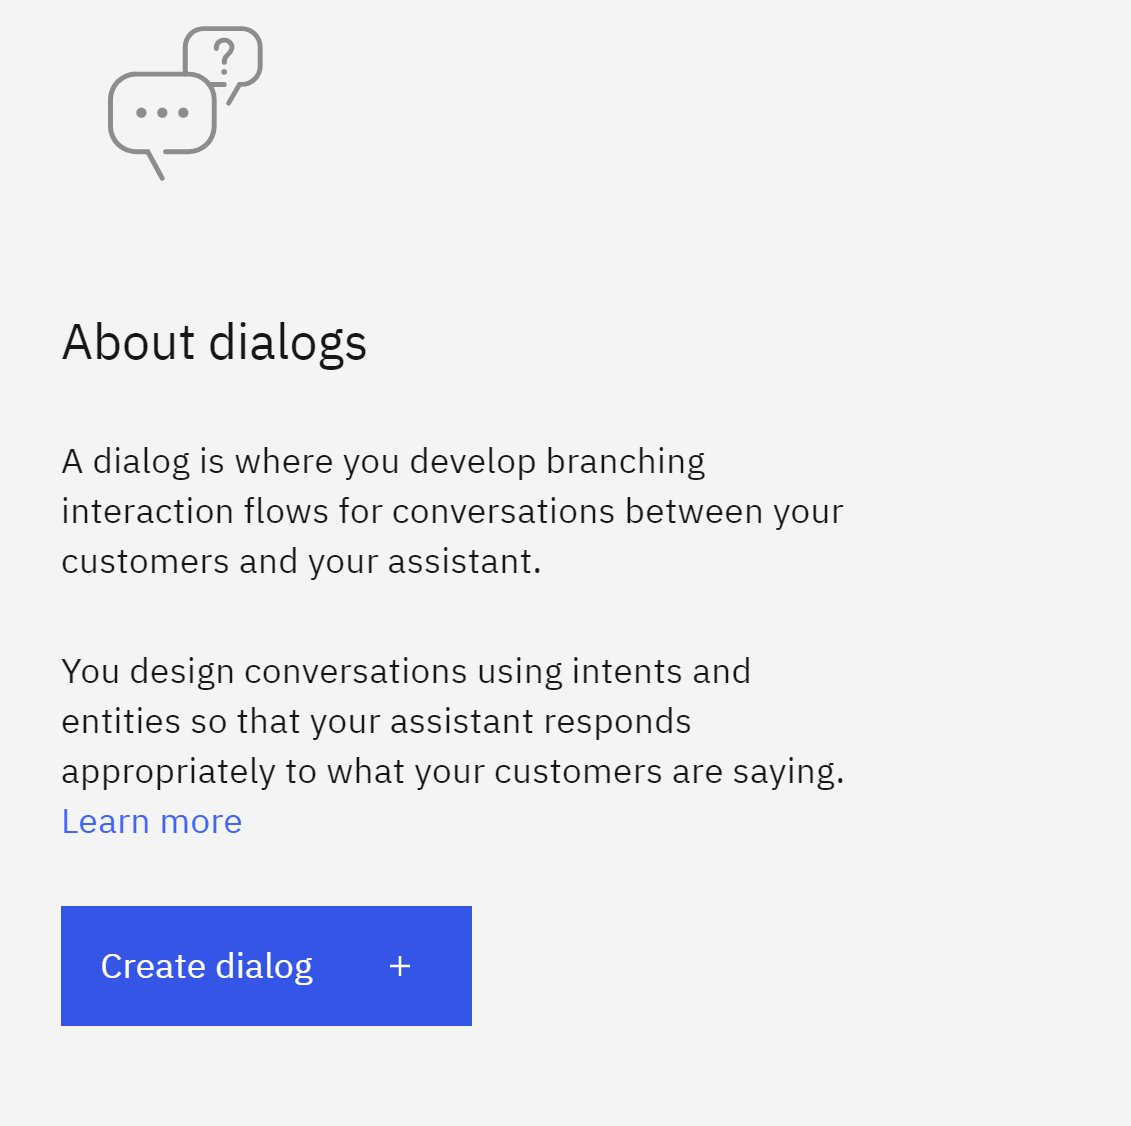 ?
About dialogs
A dialog is where you develop branching
interaction flows for conversations between your
customers and your assistant.
You design conversations using intents and
entities so that your assistant responds
appropriately to what your customers are saying.
Learn more
Create dialog +